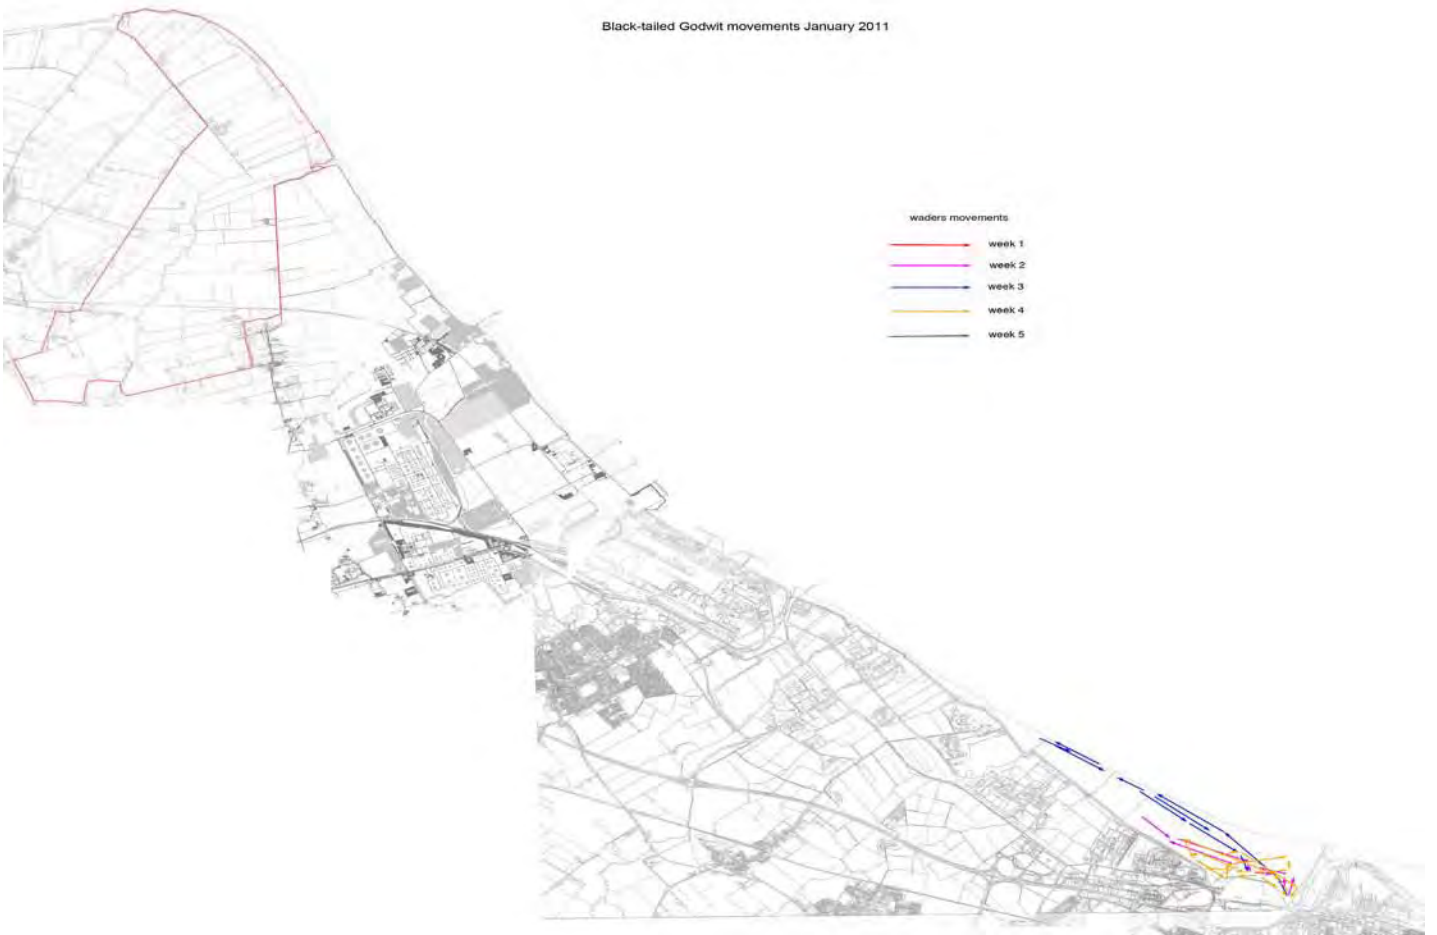 Black-tailed Godwit movements January 2011
waders movements
week 1
week 2
week 3
week 4
week 5